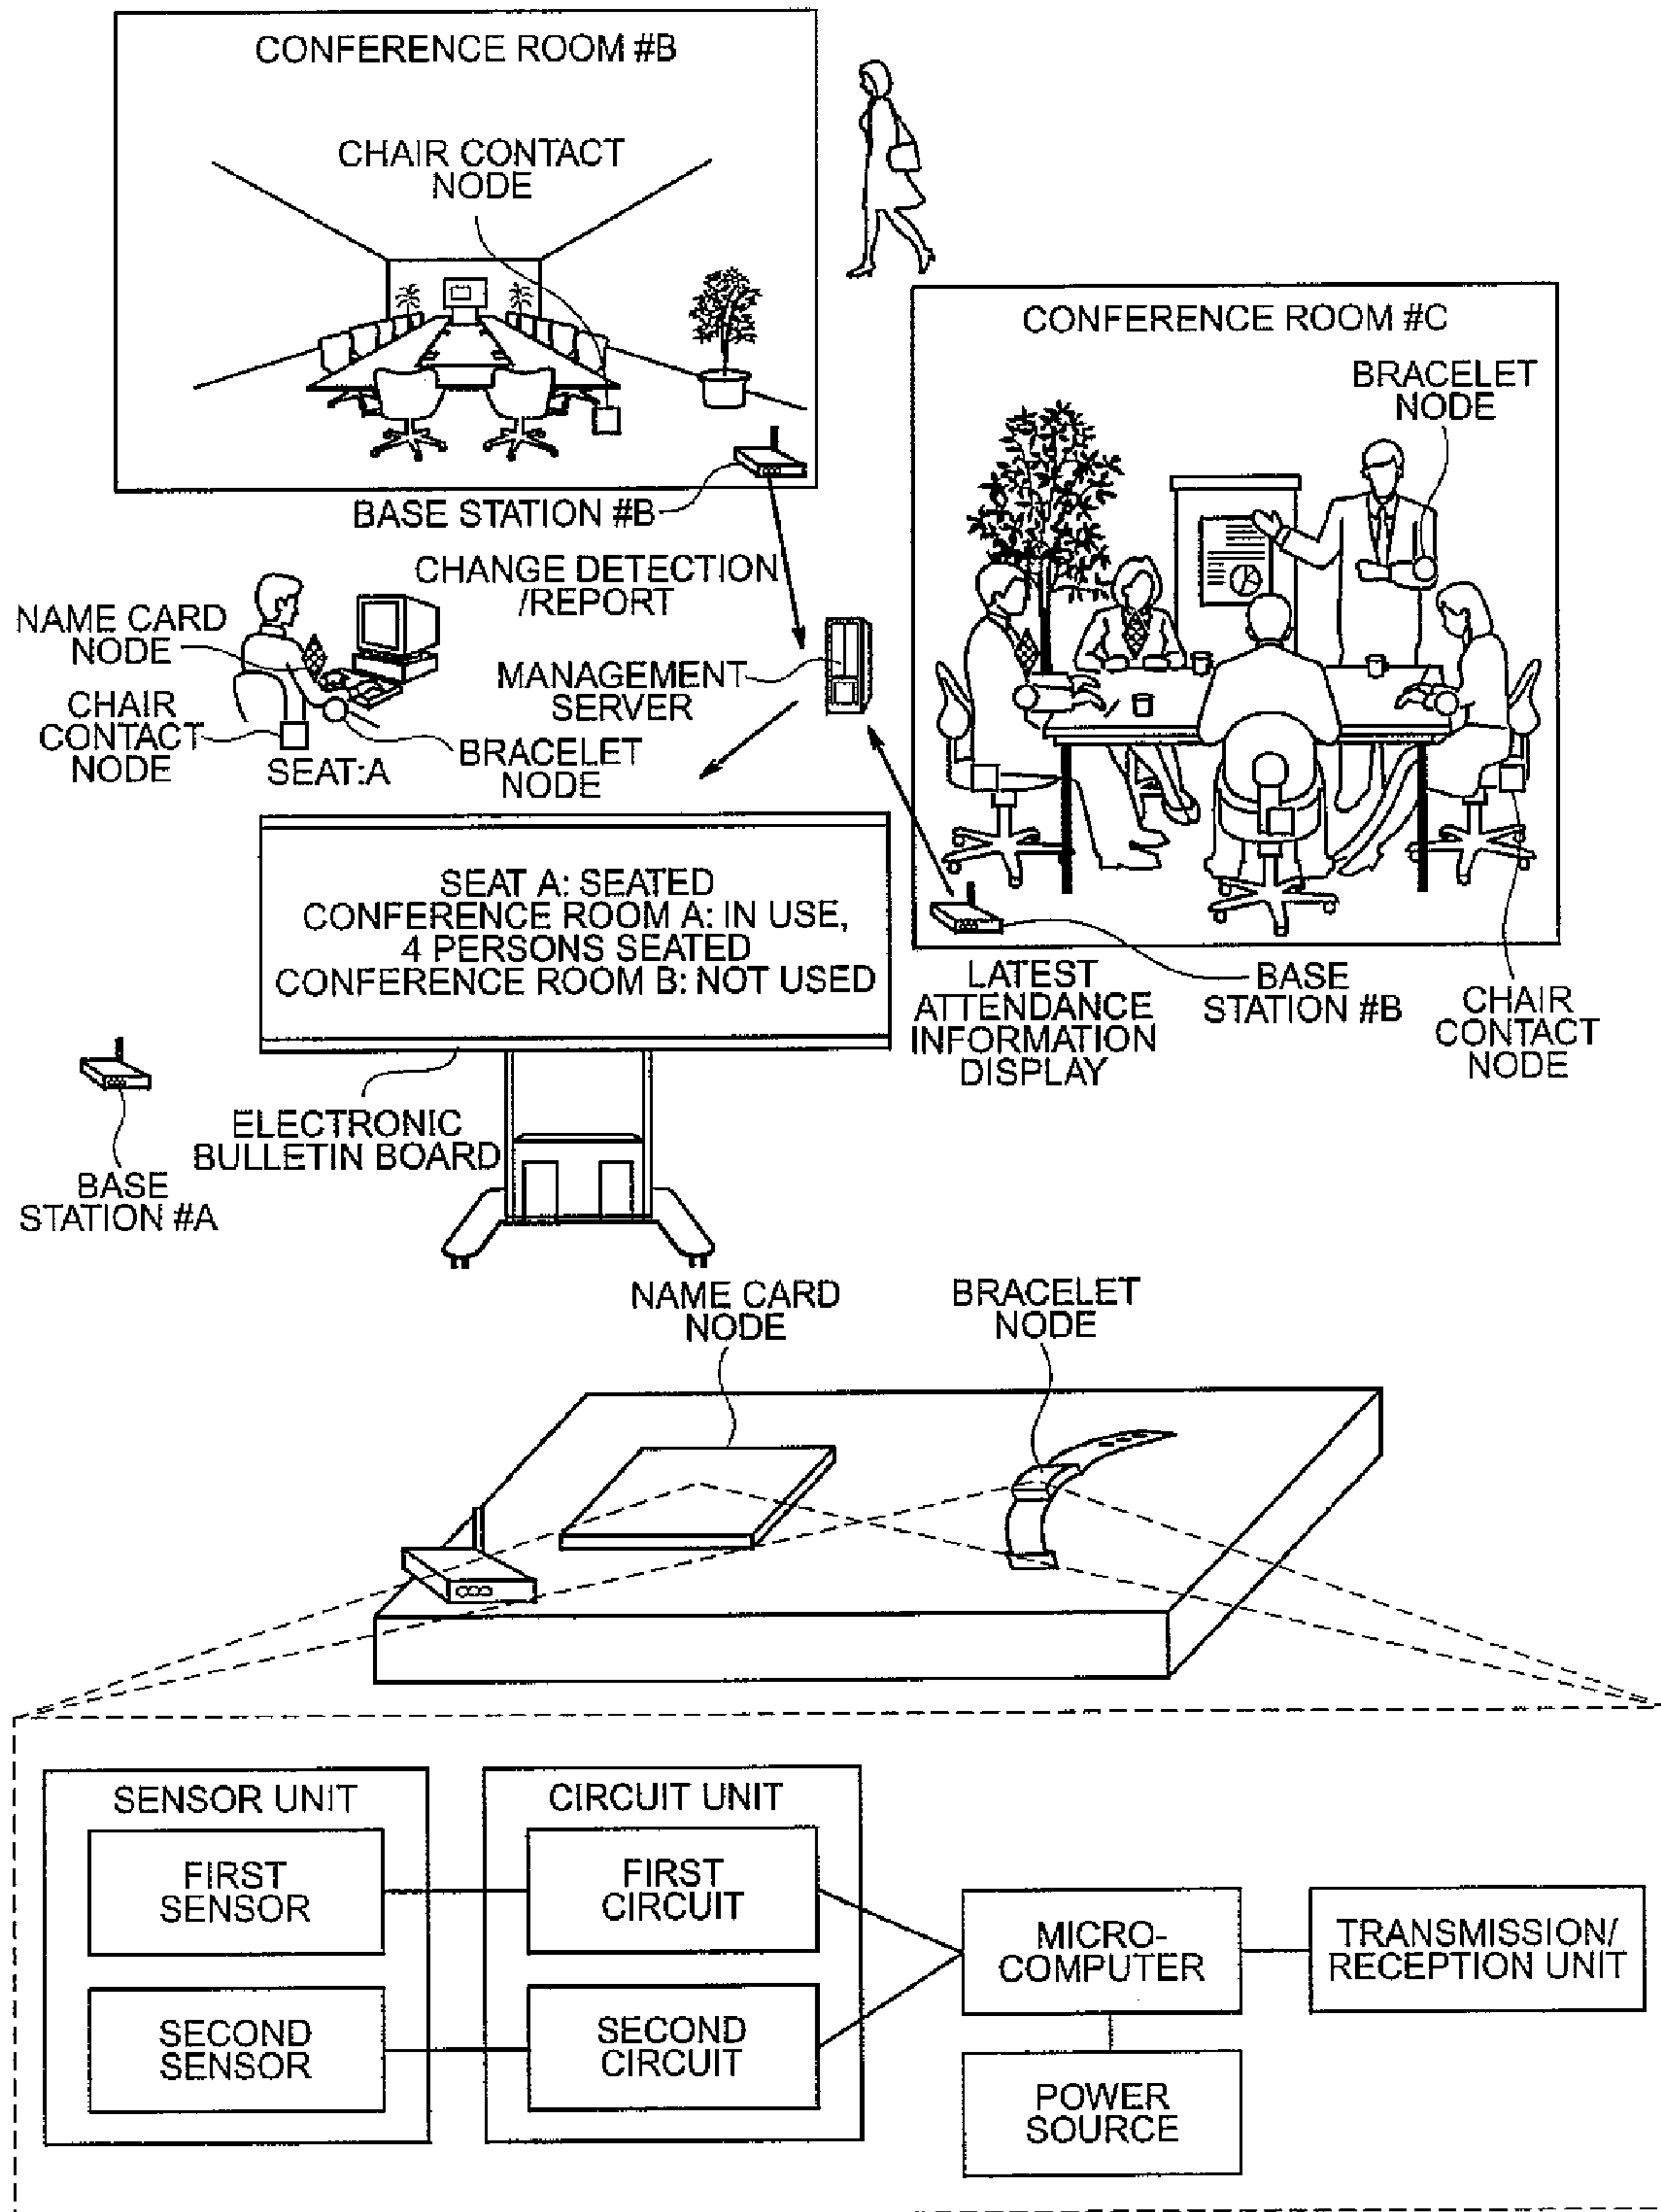 CONFERENCE ROOM #B
CHAIR CONTACT
NODE
BASE STATION #B
CONFERENCE ROOM #C
BRACELET
NODE
CHANGE DETECTION
/REPORT
NAME CARD
NODE
CHAIR
CONTACT
NODE
SEAT:A
BRACELET
NODE
MANAGEMENT
SERVER
SEAT A: SEATED
CONFERENCE ROOM A: IN USE,
4 PERSONS SEATED
CONFERENCE ROOM B: NOT USED
LATEST
ATTENDANCE
INFORMATION
DISPLAY
BASE
STATION #B
CHAIR
CONTACT
NODE
ELECTRONIC
BULLETIN BOARD
BASE
STATION #A
NAME CARD
NODE
BRACELET
NODE
SENSOR UNIT
FIRST
SENSOR
SECOND
SENSOR
CIRCUIT UNIT
FIRST
CIRCUIT
SECOND
CIRCUIT
MICRO-
COMPUTER
TRANSMISSION/
RECEPTION UNIT
POWER
SOURCE